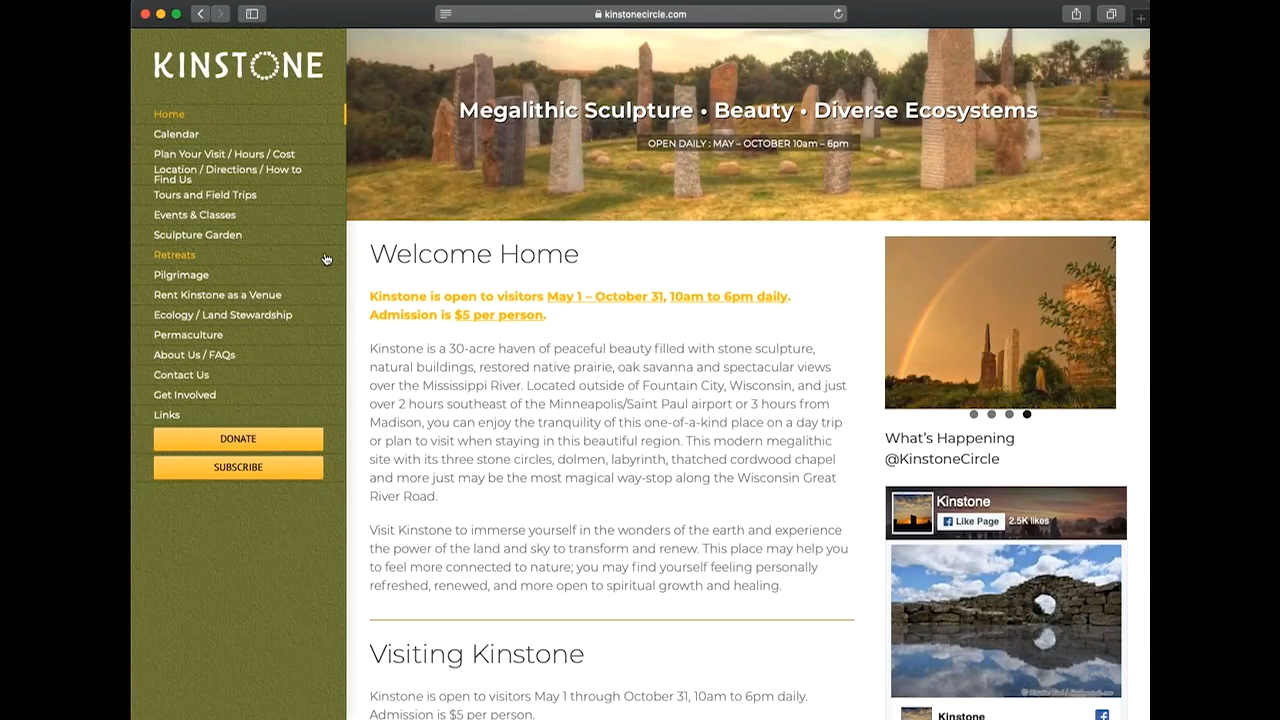 kinstonecircle.com
KINSTONE
Home
Calendar
Plan Your Visit / Hours / Cost
Location / Directions / How to
Find Us
Tours and Field Trips
Events & Classes
Sculpture Garden
Retreats
Pilgrimage
Rent Kinstone as a Venue
Ecology / Land Stewardship
Permaculture
About Us / FAQs
Contact Us
Get Involved
Links
DONATE
SUBSCRIBE
Megalithic Sculpture • Beauty • Diverse Ecosystems
OPEN DAILY : MAY – OCTOBER 10am – 6pm
Welcome Home
Kinstone is open to visitors May 1 – October 31, 10am to 6pm daily.
Admission is $5 per person.
Kinstone is a 30-acre haven of peaceful beauty filled with stone sculpture,
natural buildings, restored native prairie, oak savanna and spectacular views
over the Mississippi River. Located outside of Fountain City, Wisconsin, and just
over 2 hours southeast of the Minneapolis/Saint Paul airport or 3 hours from
Madison, you can enjoy the tranquility of this one-of-a-kind place on a day trip
or plan to visit when staying in this beautiful region. This modern megalithic
site with its three stone circles, dolmen, labyrinth, thatched cordwood chapel
and more just may be the most magical way-stop along the Wisconsin Great
River Road.
Visit Kinstone to immerse yourself in the wonders of the earth and experience
the power of the land and sky to transform and renew. This place may help you
to feel more connected to nature; you may find yourself feeling personally
refreshed, renewed, and more open to spiritual growth and healing.
Visiting Kinstone
Kinstone is open to visitors May 1 through October 31, 10am to 6pm daily.
Admission is $5 per person.
What's Happening
@KinstoneCircle
Kinstone
Like Page
2.5K likes
Kinstone